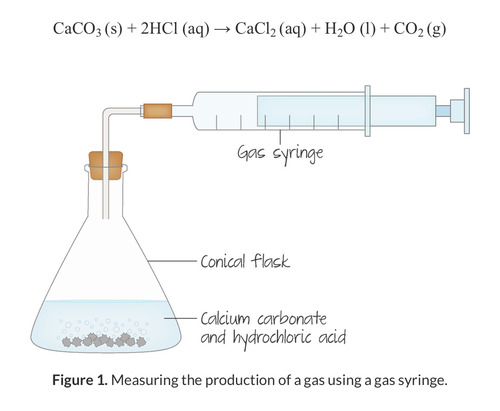 CaCO₃ (s) + 2HCl (aq) → CaCl₂ (aq) + H₂O (l) + CO₂ (g)
Gas syringe
Conical flask
Calcium carbonate
and hydrochloric acid
Figure 1. Measuring the production of a gas using a gas syringe.